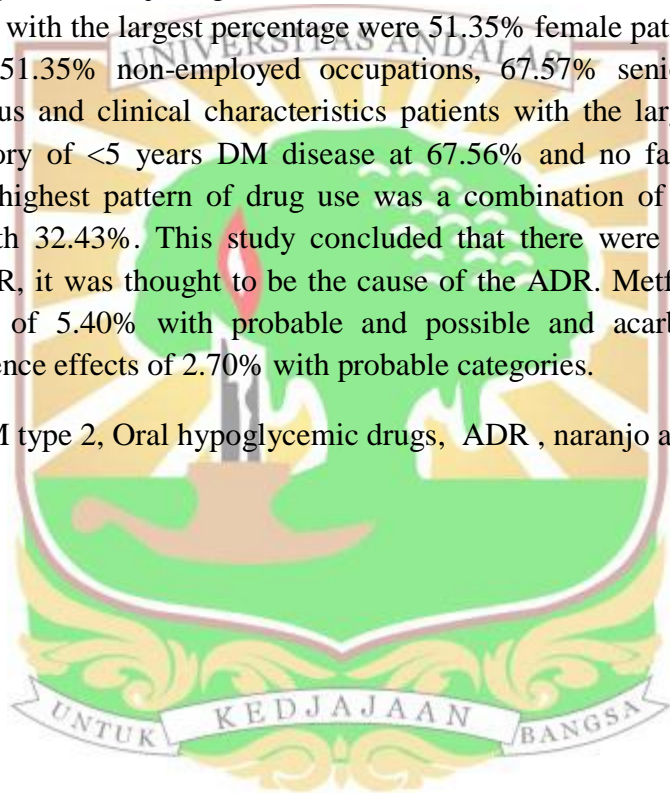 with the largest percentage were 51.35% female pat
UNIVERSITAS ANDALAS
51.35% non-employed occupations, 67.57% seni
us and clinical characteristics patients with the lar
ory of <5 years DM disease at 67.56% and no fa
highest pattern of drug use was a combination of
th 32.43%. This study concluded that there were
R, it was thought to be the cause of the ADR. Metf
of 5.40% with probable and possible and acarb
ence effects of 2.70% with probable categories.
M type 2, Oral hypoglycemic drugs, ADR , naranjo a
UNTUK KEDJAJAAN BANGSA